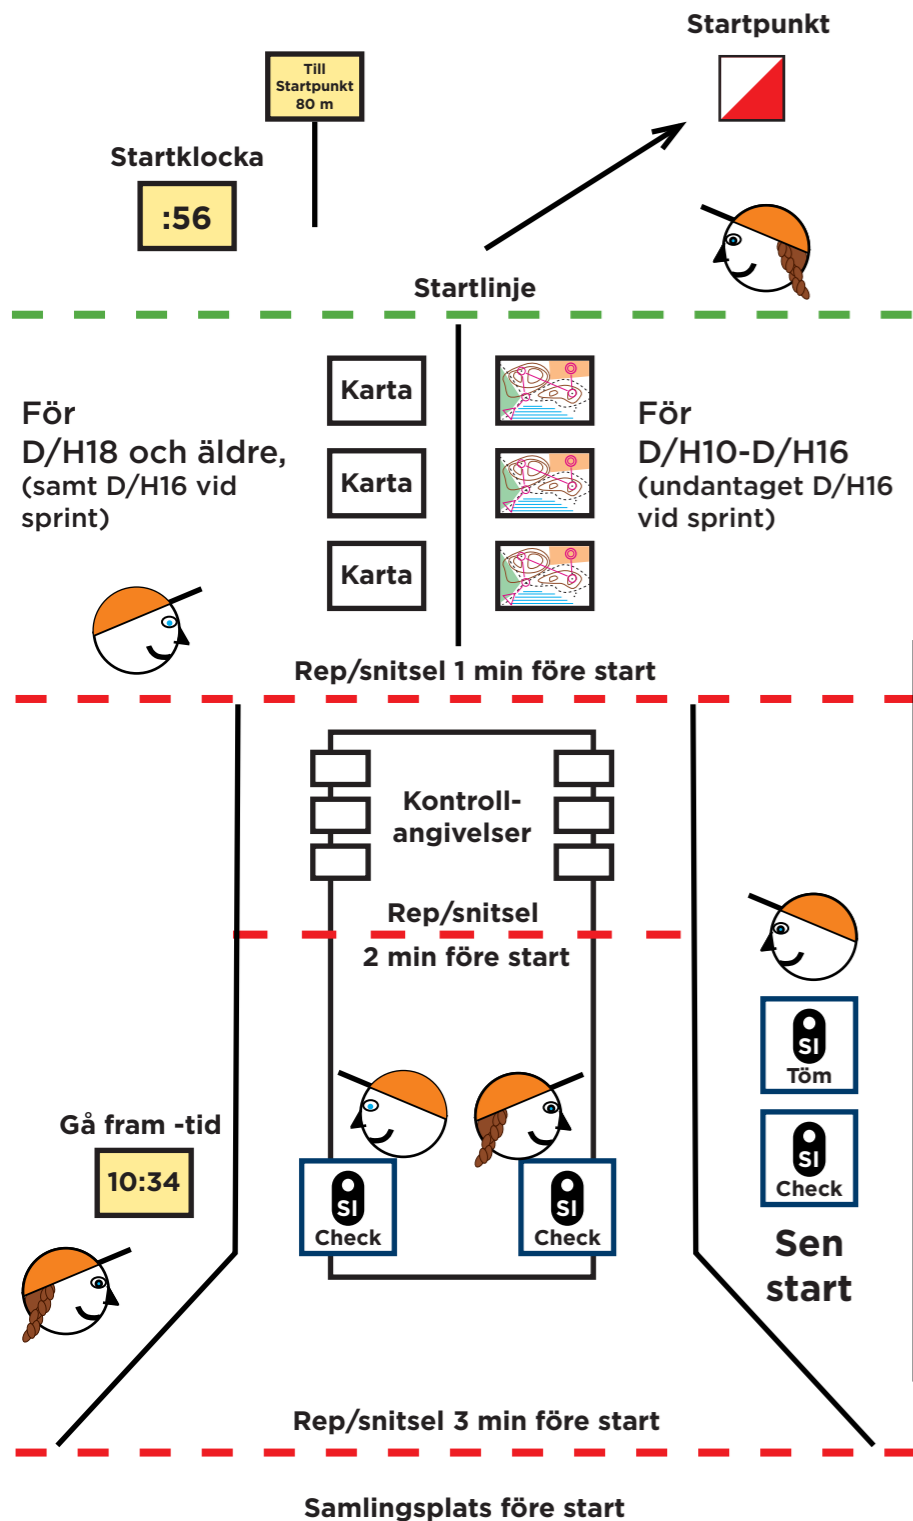 Startpunkt
Till
Startpunkt
80 m
Startklocka
:56
Startlinje
För
D/H18 och äldre,
(samt D/H16 vid
sprint)
Karta
Karta
Karta
För
D/H10-D/H16
(undantaget D/H16
vid sprint)
Rep/snitsel 1 min före start
Kontroll-
angivelser
Rep/snitsel
2 min före start
SI
Töm
SI
Check
Sen
start
Gå fram -tid
10:34
SI
Check
SI
Check
Rep/snitsel 3 min före start
Samlingsplats före start